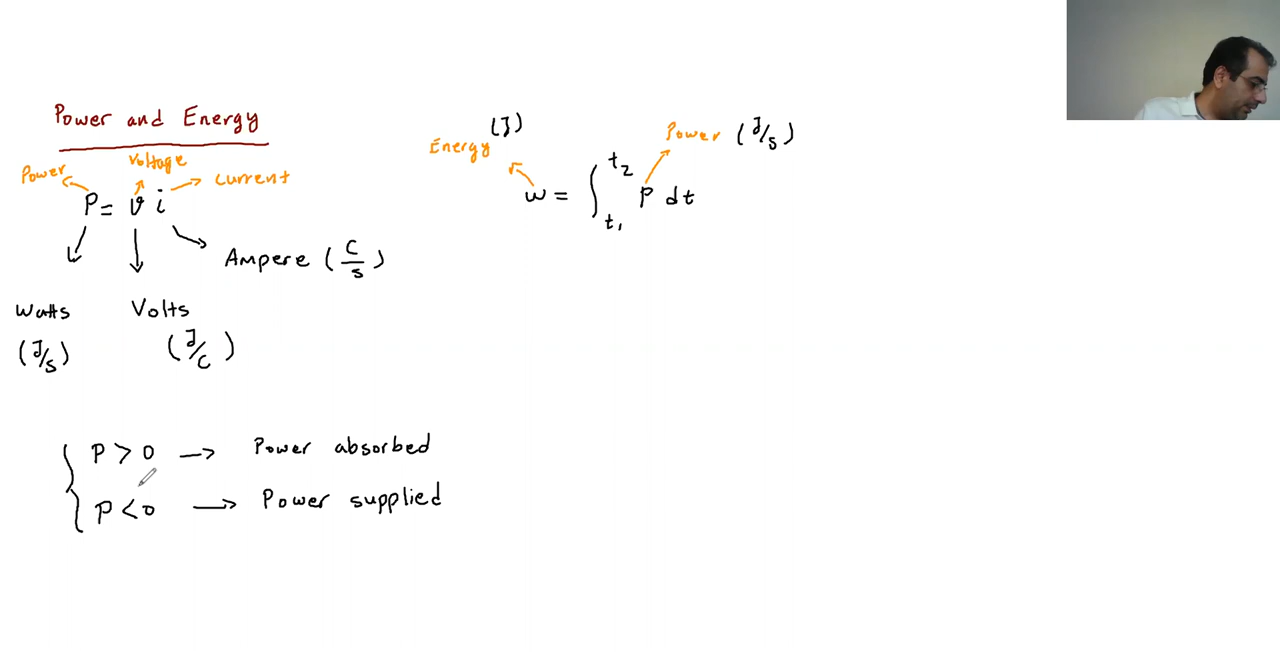 Power and Energy
Power
Voltage
Current
P = v i
Ampere ( C/s )
Watts
(J/s)
Volts
(J/C)
Energy (J)
Power (J/s)
w = ∫ t₁ t₂ P dt
P > 0 → Power absorbed
P < 0 → Power supplied